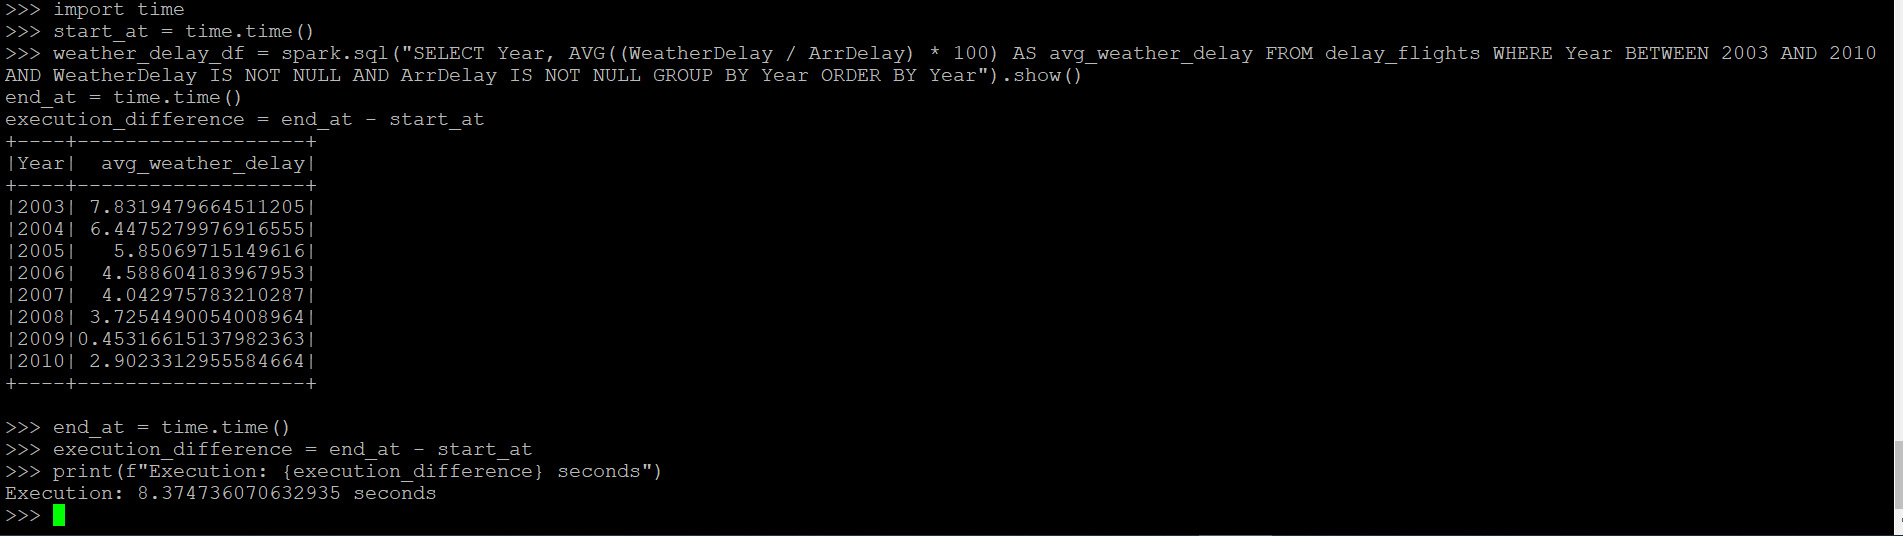 >>> import time
>>> start_at = time.time()
>>> weather_delay_df = spark.sql("SELECT Year, AVG((WeatherDelay / ArrDelay) * 100) AS avg_weather_delay FROM delay_flights WHERE Year BETWEEN 2003 AND 2010
AND WeatherDelay IS NOT NULL AND ArrDelay IS NOT NULL GROUP BY Year ORDER BY Year").show()
end_at = time.time()
execution_difference = end_at - start_at
+----+-------------------+
|Year|  avg_weather_delay|
+----+-------------------+
|2003| 7.8319479664511205|
|2004| 6.4475279976916555|
|2005|   5.85069715149616|
|2006|  4.588604183967953|
|2007|  4.042975783210287|
|2008| 3.7254490054008964|
|2009|0.45316615137982363|
|2010| 2.9023312955584664|
+----+-------------------+

>>> end_at = time.time()
>>> execution_difference = end_at - start_at
>>> print(f"Execution: {execution_difference} seconds")
Execution: 8.374736070632935 seconds
>>>